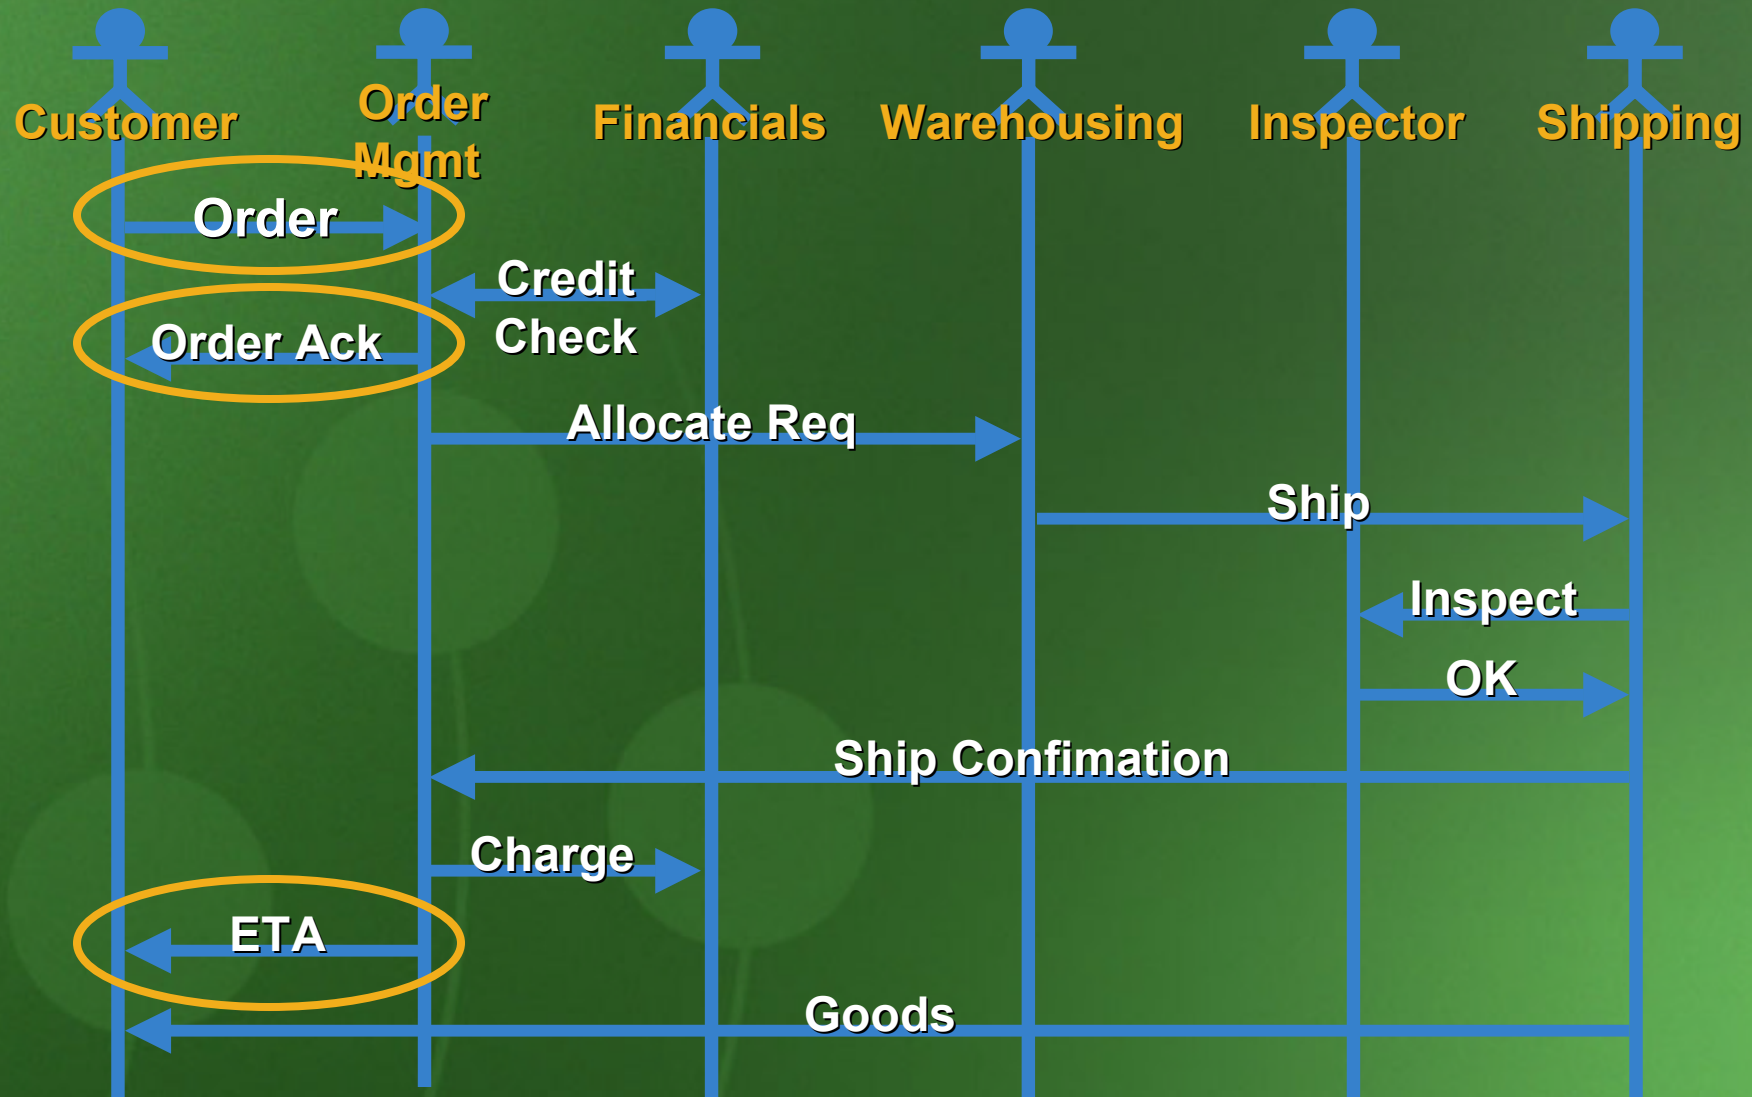 Customer
Order
Mgmt
Financials
Warehousing
Inspector
Shipping
Order
Credit
Check
Order Ack
Allocate Req
Ship
Inspect
OK
Ship Confimation
Charge
ETA
Goods